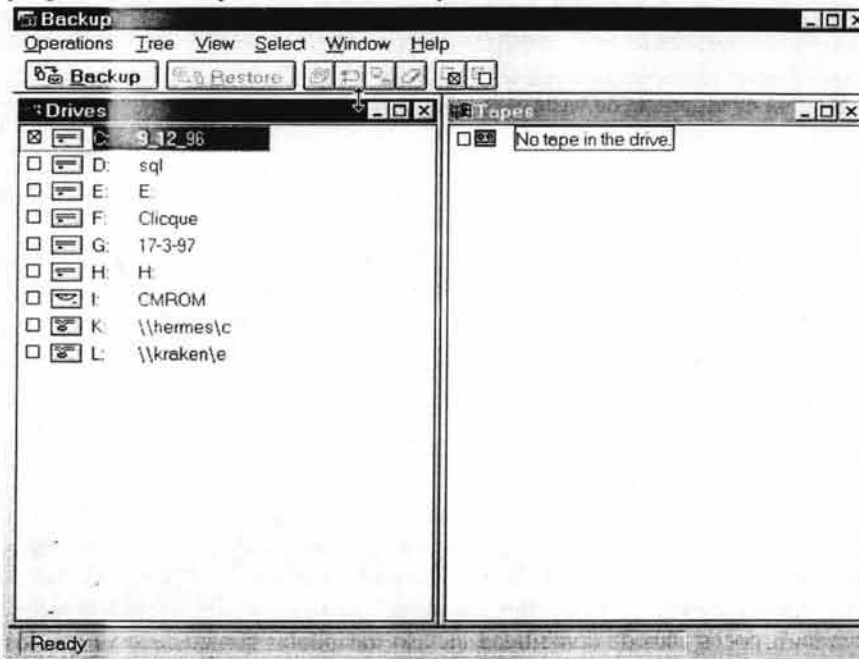 Backup
Operations Tree View Select Window Help
Backup Restore
Drives
C: 9_12_96
D: sql
E: E:
F: Clicque
G: 17-3-97
H: H:
I: CMROM
K: \\hermes\c
L: \\kraken\e
Tapes
No tape in the drive.
Ready